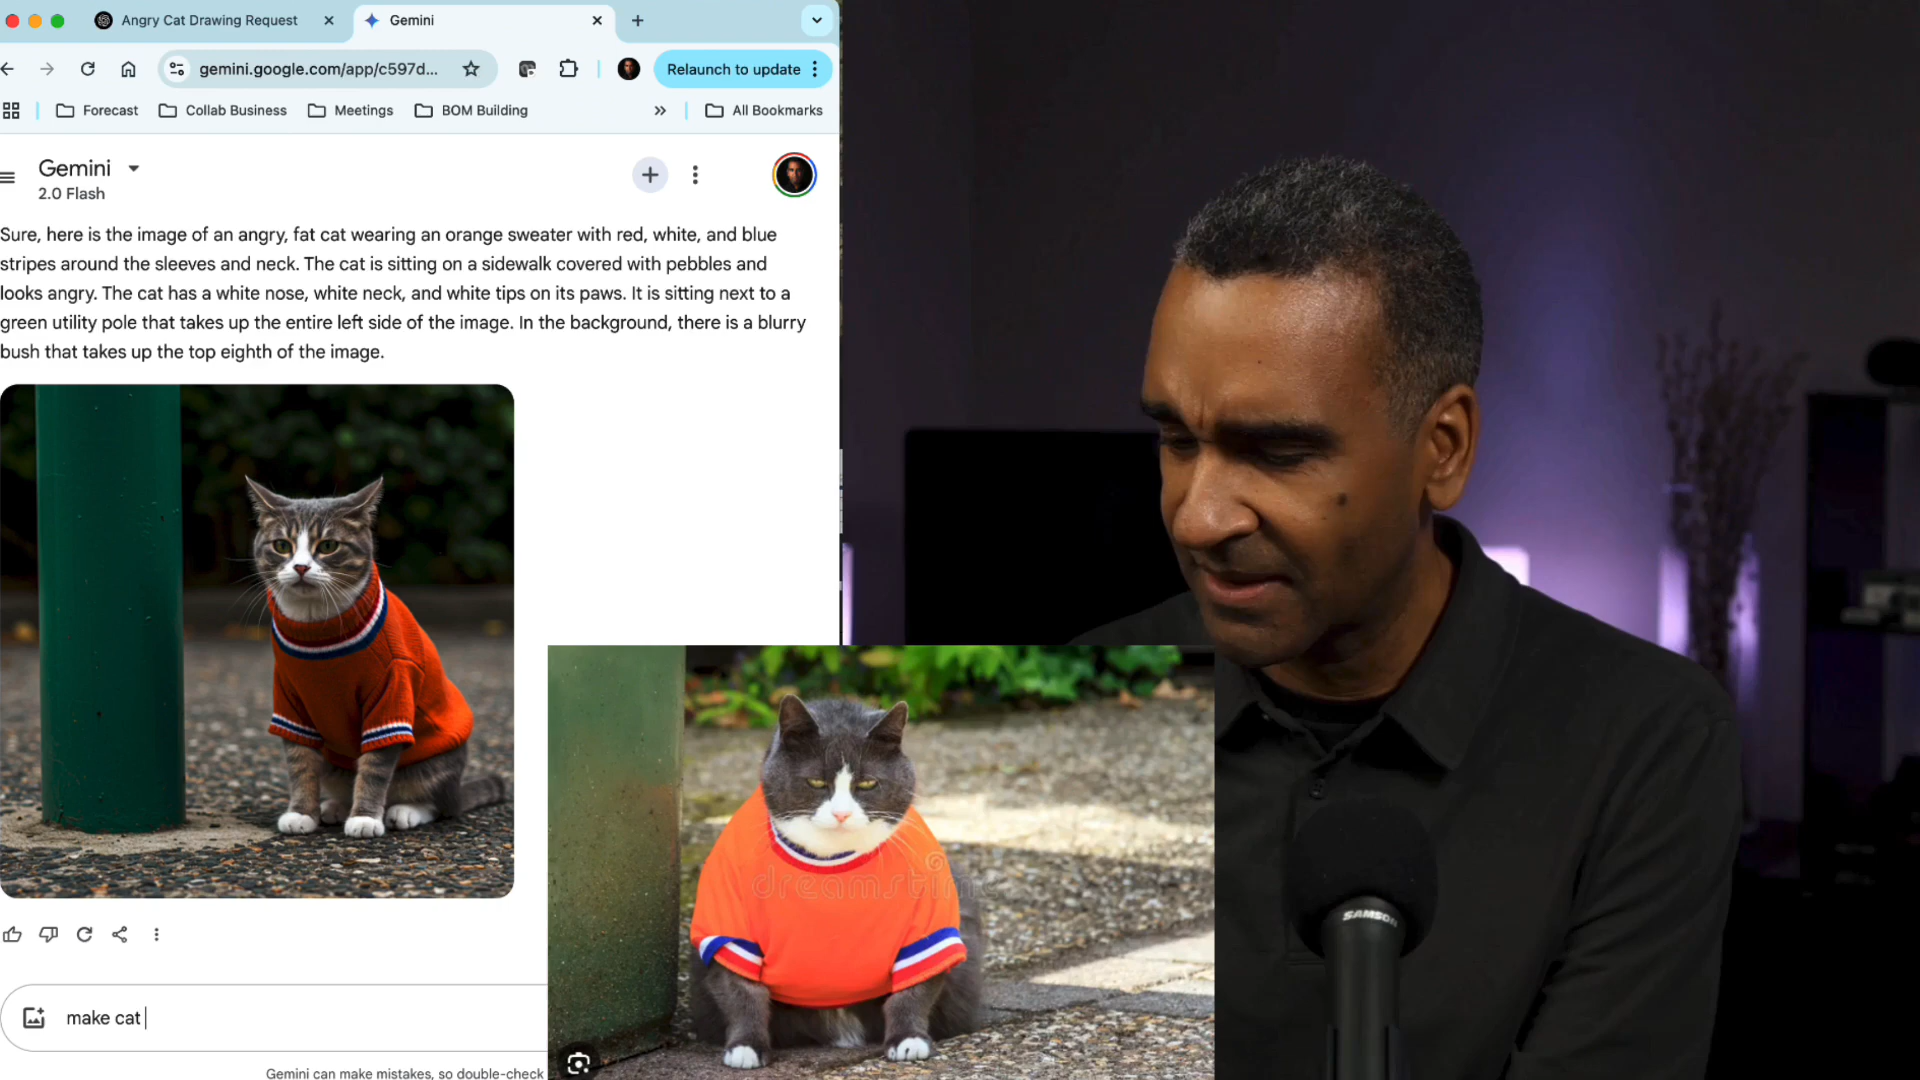 Angry Cat Drawing Request
Gemini
gemini.google.com/app/c597d...
Relaunch to update
Forecast
Collab Business
Meetings
BOM Building
All Bookmarks
Gemini
2.0 Flash
Sure, here is the image of an angry, fat cat wearing an orange sweater with red, white, and blue
stripes around the sleeves and neck. The cat is sitting on a sidewalk covered with pebbles and
looks angry. The cat has a white nose, white neck, and white tips on its paws. It is sitting next to a
green utility pole that takes up the entire left side of the image. In the background, there is a blurry
bush that takes up the top eighth of the image.
dreamstime
make cat
SAMSON
Gemini can make mistakes, so double-check